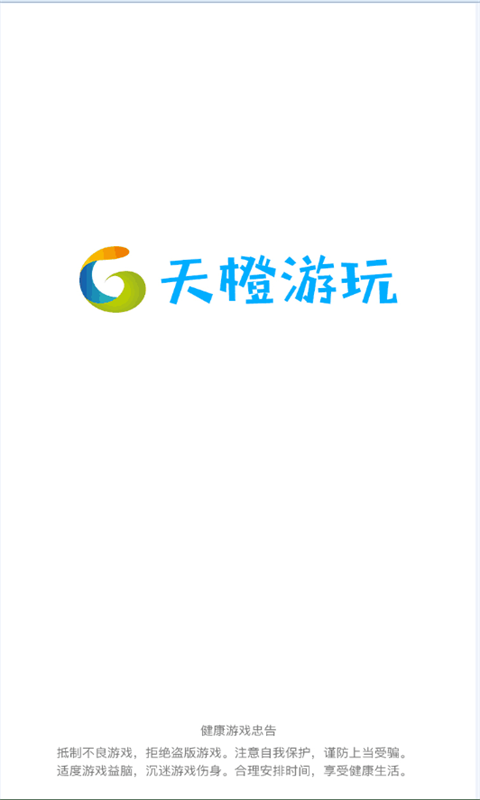 天橙游玩
健康游戏忠告
抵制不良游戏，拒绝盗版游戏。注意自我保护，谨防上当受骗。
适度游戏益脑，沉迷游戏伤身。合理安排时间，享受健康生活。